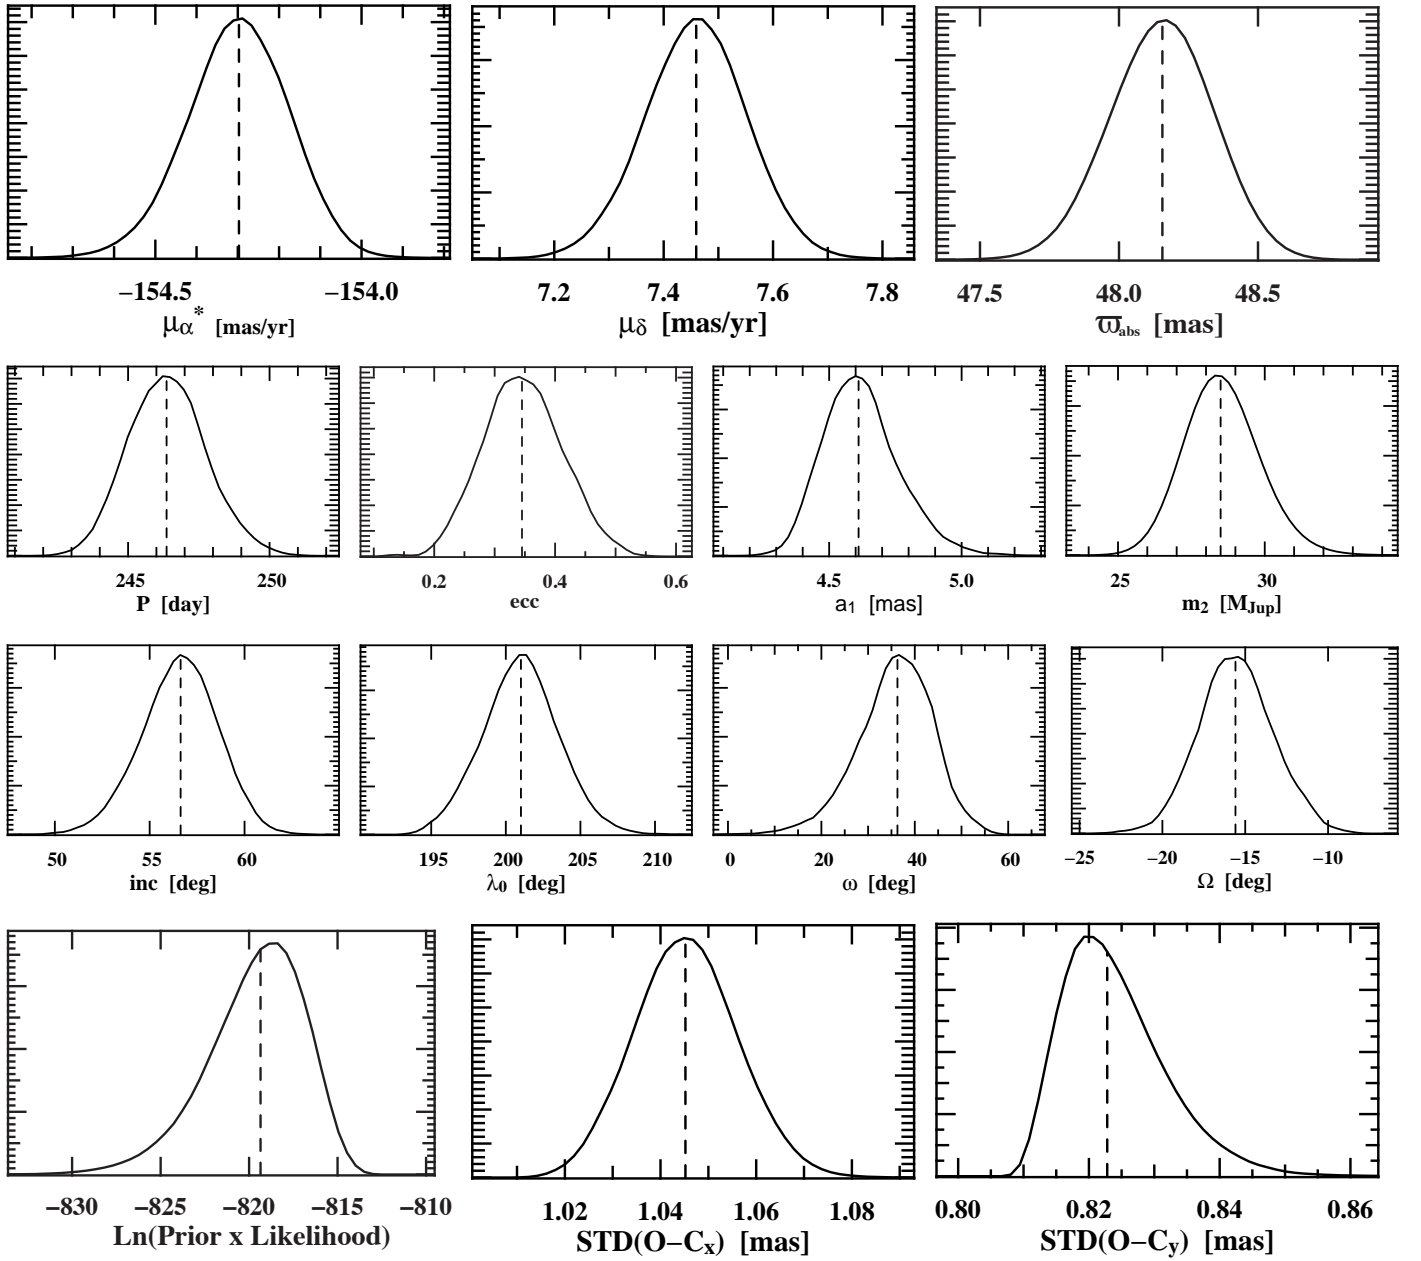 −154.5 −154.0
μα* [mas/yr]
7.2 7.4 7.6 7.8
μδ [mas/yr]
47.5 48.0 48.5
ϖabs [mas]
245 250
P [day]
0.2 0.4 0.6
ecc
4.5 5.0
a1 [mas]
25 30
m2 [MJup]
50 55 60
inc [deg]
195 200 205 210
λ0 [deg]
0 20 40 60
ω [deg]
−25 −20 −15 −10
Ω [deg]
−830 −825 −820 −815 −810
Ln(Prior x Likelihood)
1.02 1.04 1.06 1.08
STD(O−Cx) [mas]
0.80 0.82 0.84 0.86
STD(O−Cy) [mas]